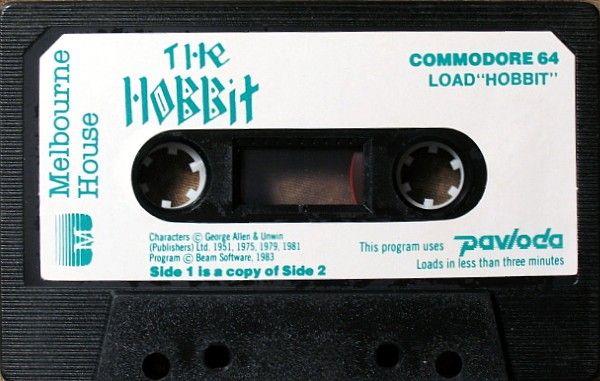 Melbourne
House
THE
HOBBIT
COMMODORE 64
LOAD"HOBBIT"
M
Characters © George Allen & Unwin
(Publishers) Ltd. 1951, 1975, 1979, 1981
Program © Beam Software, 1983
Side 1 is a copy of Side 2
This program uses pavloda
Loads in less than three minutes